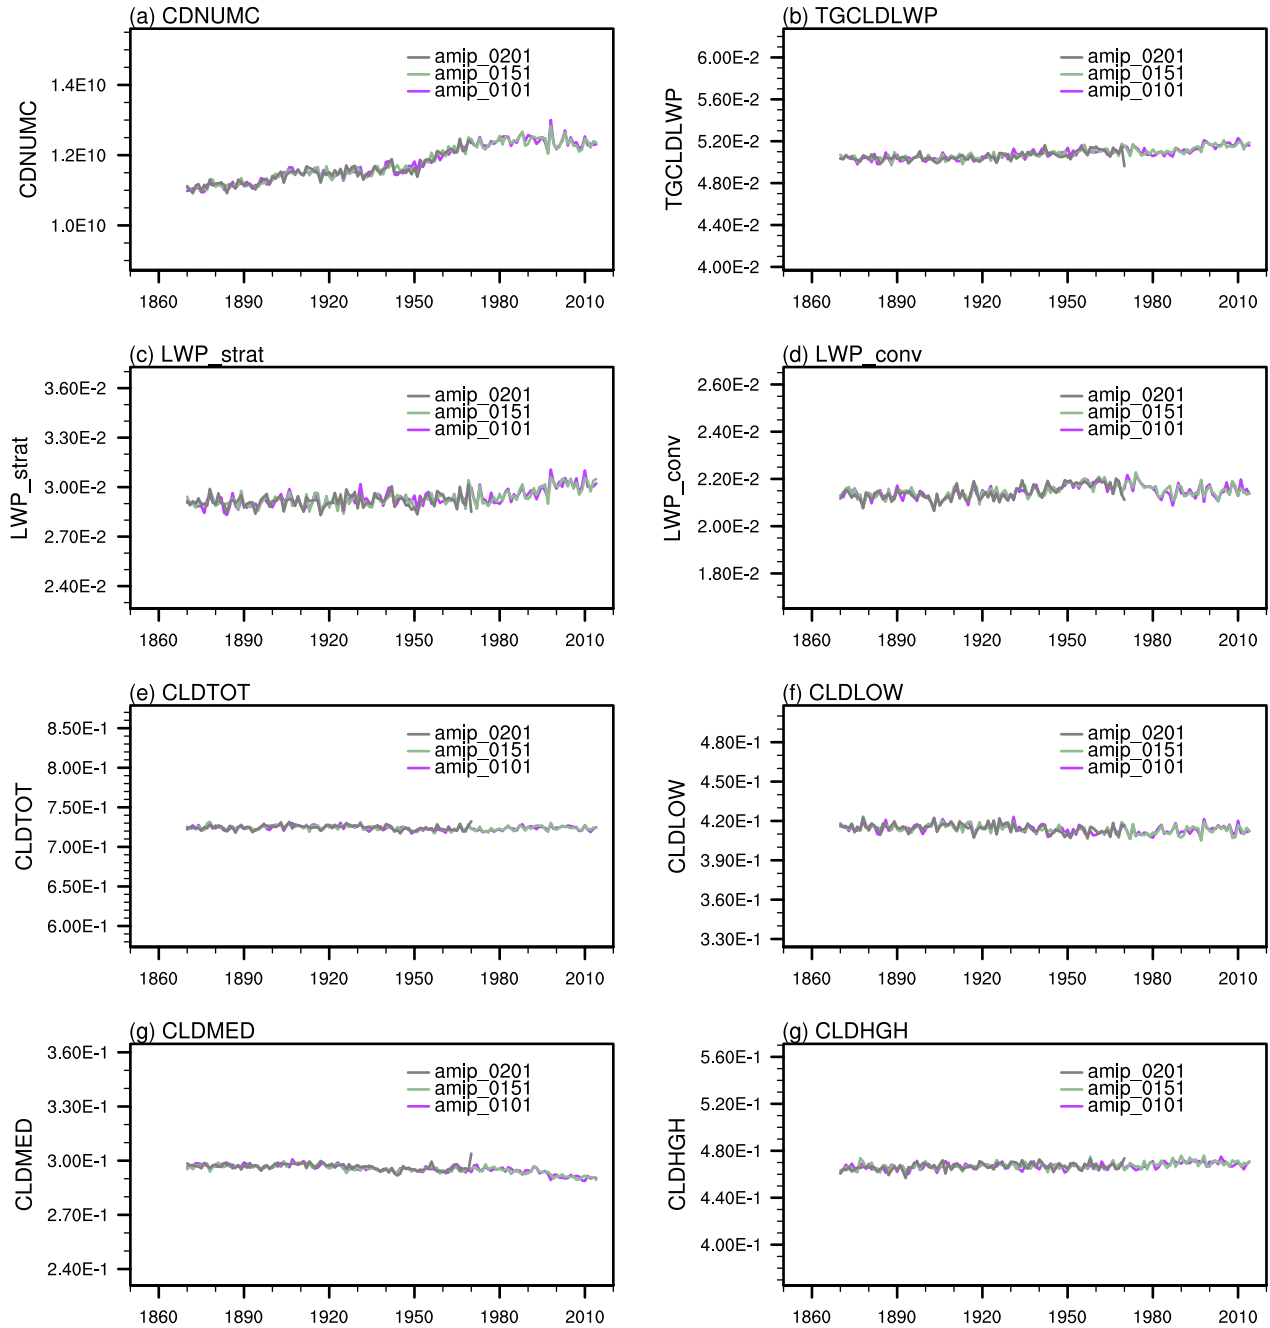 (a) CDNUMC
CDNUMC
1.4E10
1.2E10
1.0E10
amip_0201
amip_0151
amip_0101
1860 1890 1920 1950 1980 2010
(b) TGCLDLWP
TGCLDLWP
6.00E-2
5.60E-2
5.20E-2
4.80E-2
4.40E-2
4.00E-2
amip_0201
amip_0151
amip_0101
1860 1890 1920 1950 1980 2010
(c) LWP_strat
LWP_strat
3.60E-2
3.30E-2
3.00E-2
2.70E-2
2.40E-2
amip_0201
amip_0151
amip_0101
1860 1890 1920 1950 1980 2010
(d) LWP_conv
LWP_conv
2.60E-2
2.40E-2
2.20E-2
2.00E-2
1.80E-2
amip_0201
amip_0151
amip_0101
1860 1890 1920 1950 1980 2010
(e) CLDTOT
CLDTOT
8.50E-1
8.00E-1
7.50E-1
7.00E-1
6.50E-1
6.00E-1
amip_0201
amip_0151
amip_0101
1860 1890 1920 1950 1980 2010
(f) CLDLOW
CLDLOW
4.80E-1
4.50E-1
4.20E-1
3.90E-1
3.60E-1
3.30E-1
amip_0201
amip_0151
amip_0101
1860 1890 1920 1950 1980 2010
(g) CLDMED
CLDMED
3.60E-1
3.30E-1
3.00E-1
2.70E-1
2.40E-1
amip_0201
amip_0151
amip_0101
1860 1890 1920 1950 1980 2010
(g) CLDHGH
CLDHGH
5.60E-1
5.20E-1
4.80E-1
4.40E-1
4.00E-1
amip_0201
amip_0151
amip_0101
1860 1890 1920 1950 1980 2010